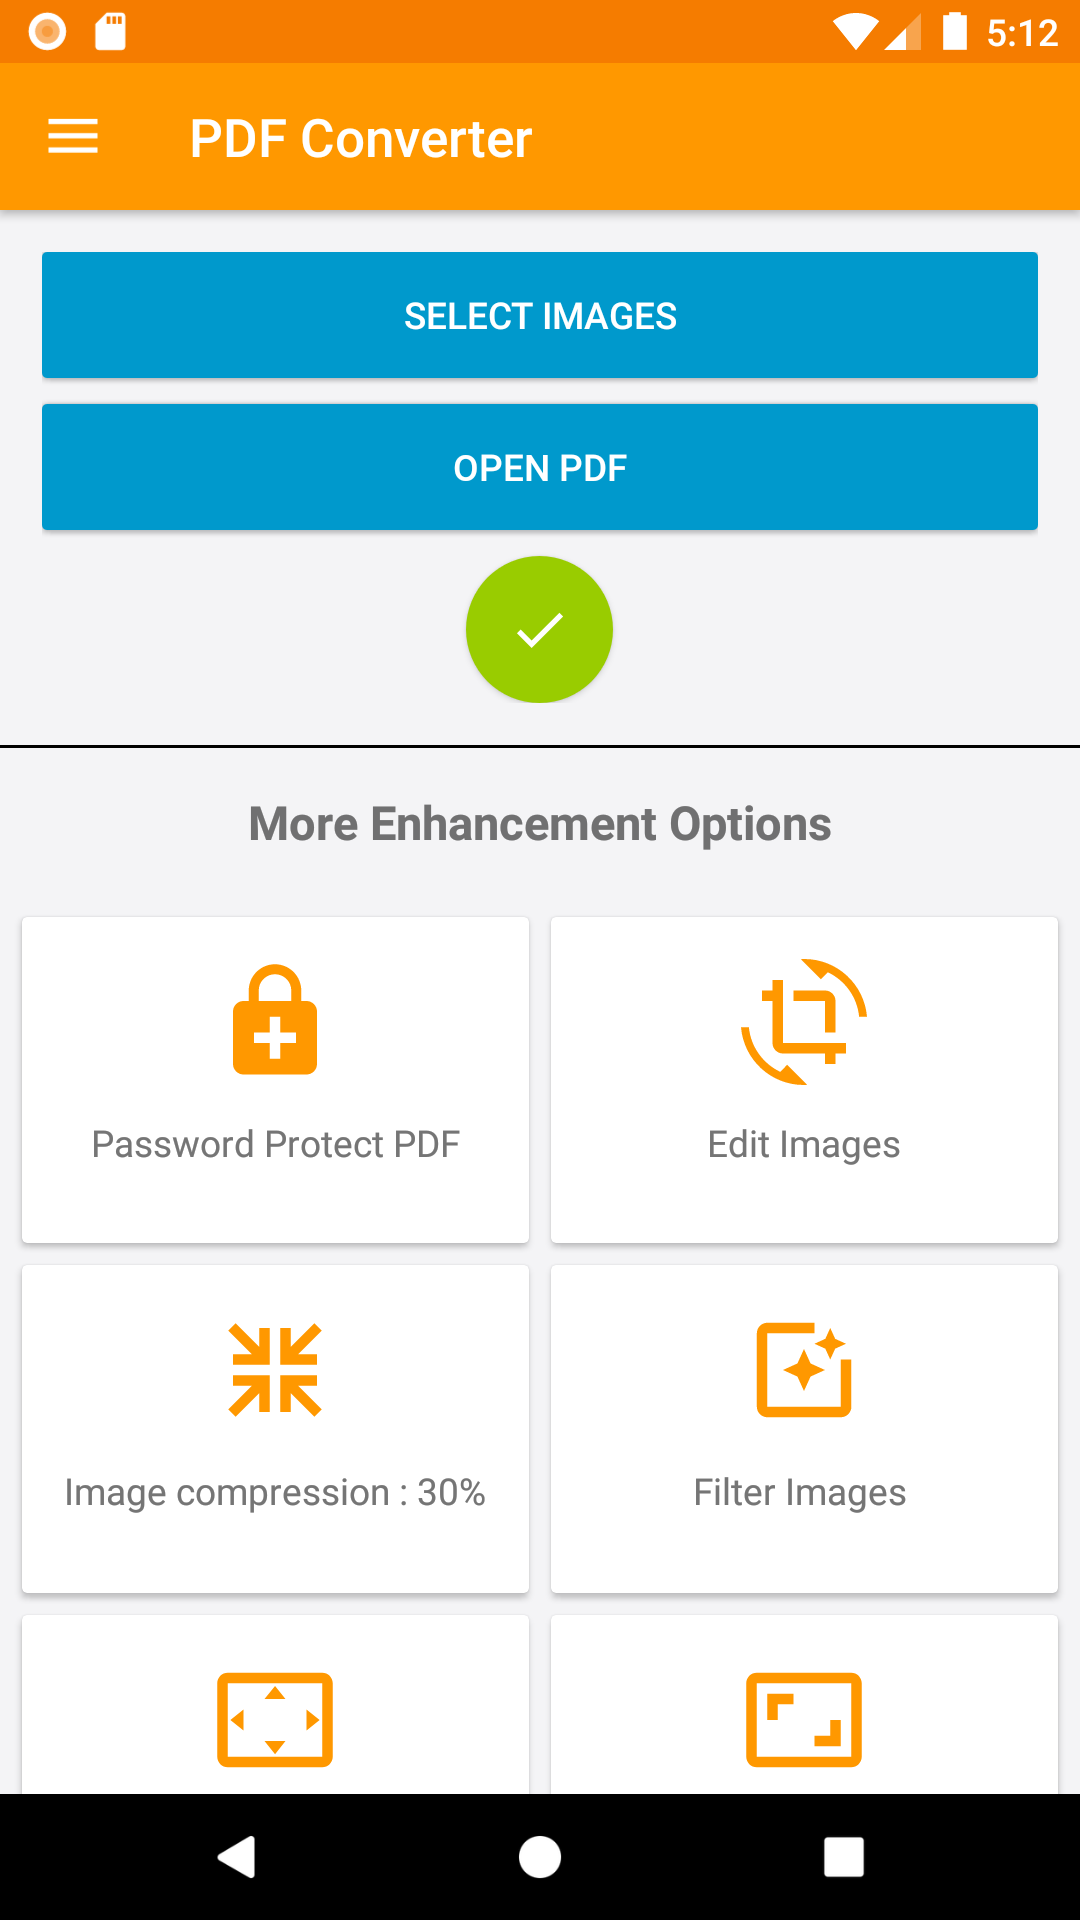 5:12
PDF Converter
SELECT IMAGES
OPEN PDF
More Enhancement Options
Password Protect PDF
Edit Images
Image compression : 30%
Filter Images